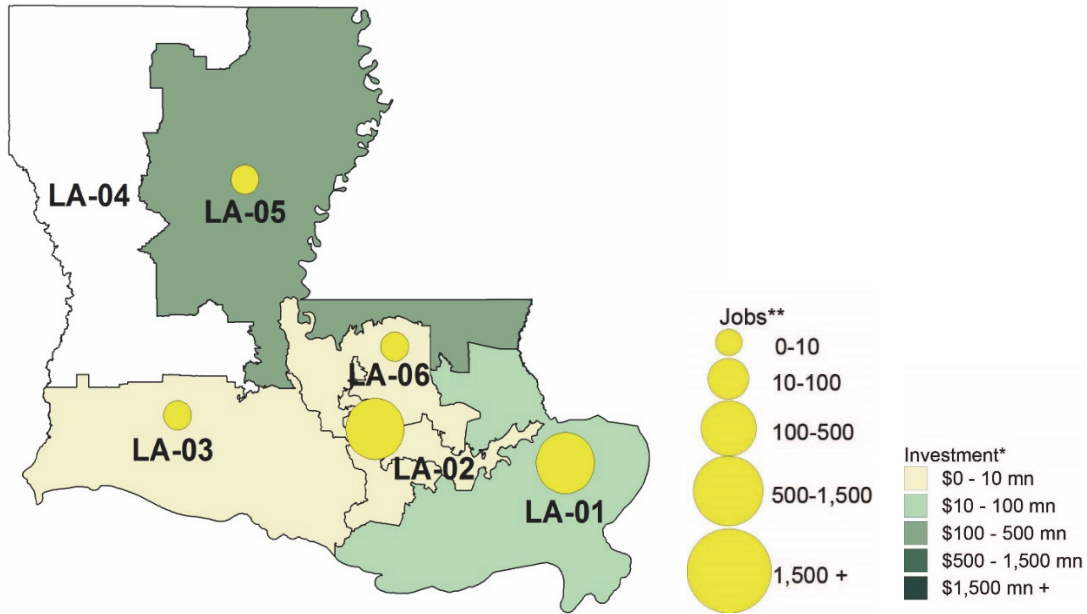 LA-04
LA-05
LA-06
LA-03
LA-02
LA-01
Jobs**
0-10
10-100
100-500
500-1,500
1,500 +
Investment*
$0 - 10 mn
$10 - 100 mn
$100 - 500 mn
$500 - 1,500 mn
$1,500 mn +